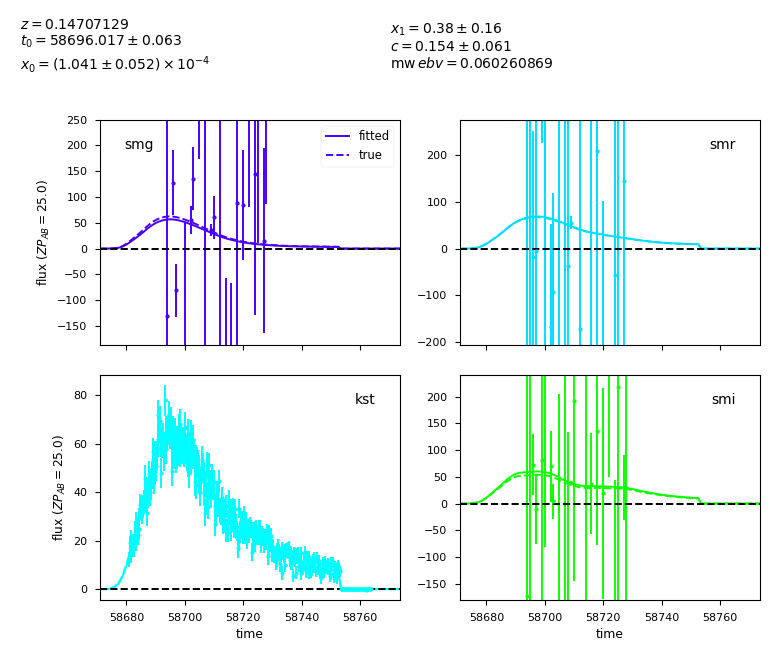 z = 0.14707129
t₀ = 58696.017 ± 0.063
x₀ = (1.041 ± 0.052) × 10⁻⁴
x₁ = 0.38 ± 0.16
c = 0.154 ± 0.061
mw ebv = 0.060260869
250
200
150
100
50
0
−50
−100
−150
flux (ZP_AB = 25.0)
smg
fitted
true
200
100
0
−100
−200
smr
80
60
40
20
0
flux (ZP_AB = 25.0)
kst
58680 58700 58720 58740 58760
time
200
150
100
50
0
−50
−100
−150
smi
58680 58700 58720 58740 58760
time